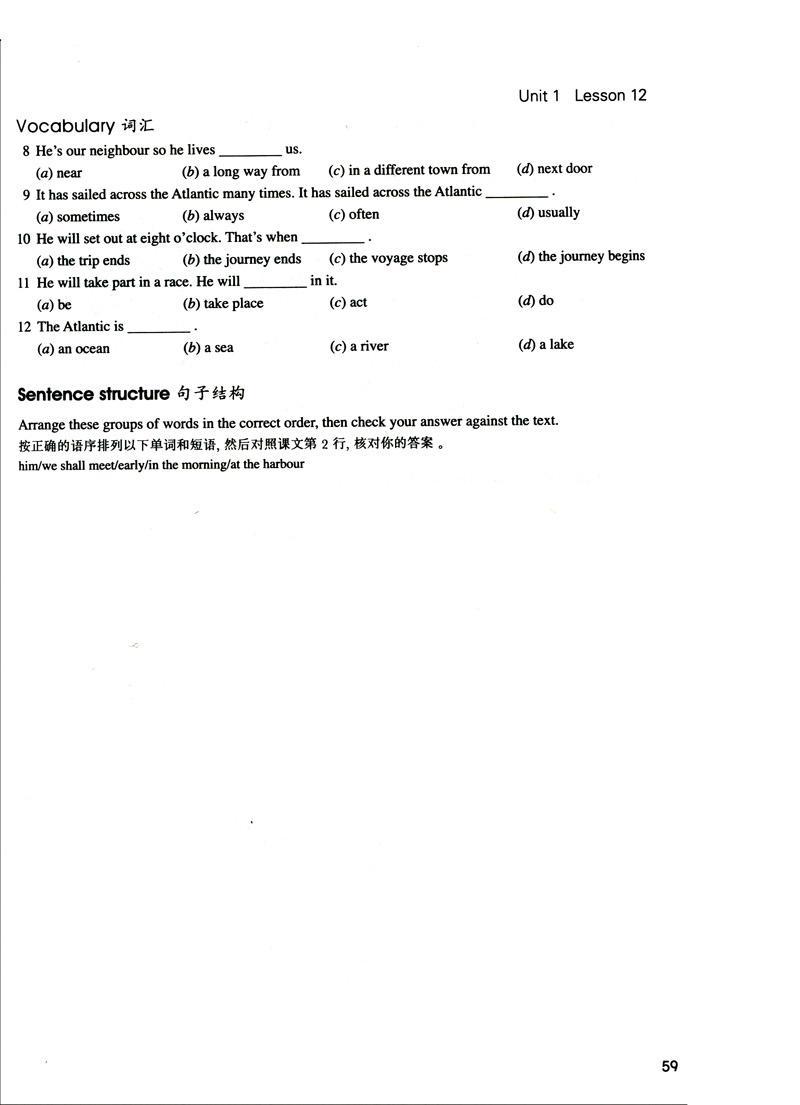 Unit 1 Lesson 12
Vocabulary 词汇
8 He's our neighbour so he lives _________ us.
(a) near (b) a long way from (c) in a different town from (d) next door
9 It has sailed across the Atlantic many times. It has sailed across the Atlantic _________ .
(a) sometimes (b) always (c) often (d) usually
10 He will set out at eight o'clock. That's when _________ .
(a) the trip ends (b) the journey ends (c) the voyage stops (d) the journey begins
11 He will take part in a race. He will _________ in it.
(a) be (b) take place (c) act (d) do
12 The Atlantic is _________ .
(a) an ocean (b) a sea (c) a river (d) a lake
Sentence structure 句子结构
Arrange these groups of words in the correct order, then check your answer against the text.
按正确的语序排列以下单词和短语, 然后对照课文第 2 行, 核对你的答案 。
him/we shall meet/early/in the morning/at the harbour
59